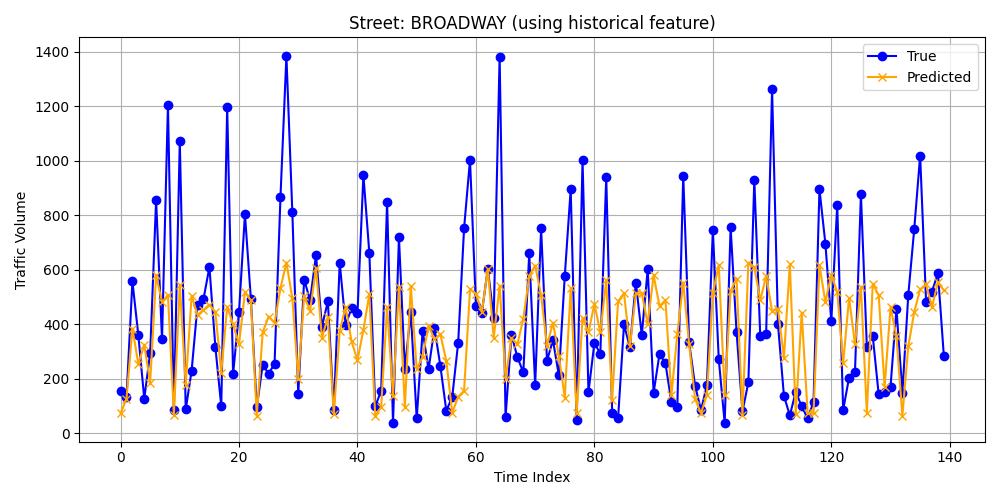 Street: BROADWAY (using historical feature)
True
Predicted
Traffic Volume
1400
1200
1000
800
600
400
200
0
0 20 40 60 80 100 120 140
Time Index